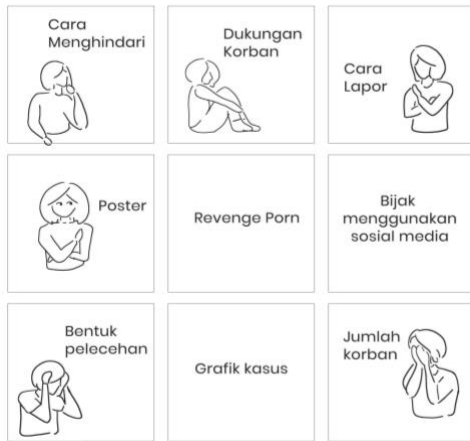 Cara
Menghindari
Dukungan
Korban
Cara
Lapor
Poster
Revenge Porn
Bijak
menggunakan
sosial media
Bentuk
pelecehan
Grafik kasus
Jumlah
korban